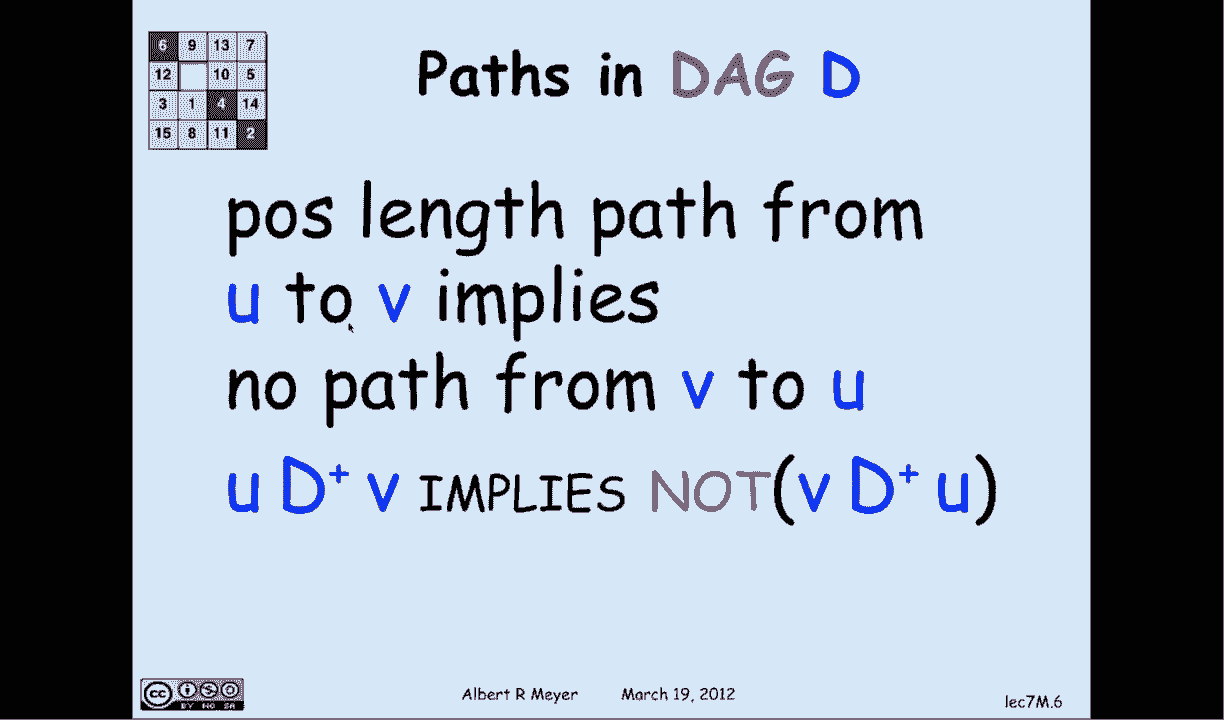 6 9 13 7
12 10 5
3 1 4 14
15 8 11 2
Paths in DAG D
pos length path from
u to v implies
no path from v to u
u D⁺ v IMPLIES NOT(v D⁺ u)
cc
BY NC SA
Albert R Meyer March 19, 2012
lec7M.6